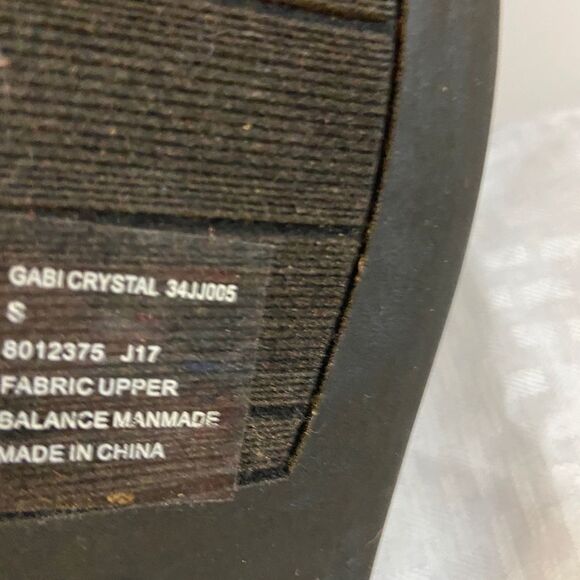 GABI CRYSTAL 34JJ005
S
8012375 J17
FABRIC UPPER
BALANCE MANMADE
MADE IN CHINA